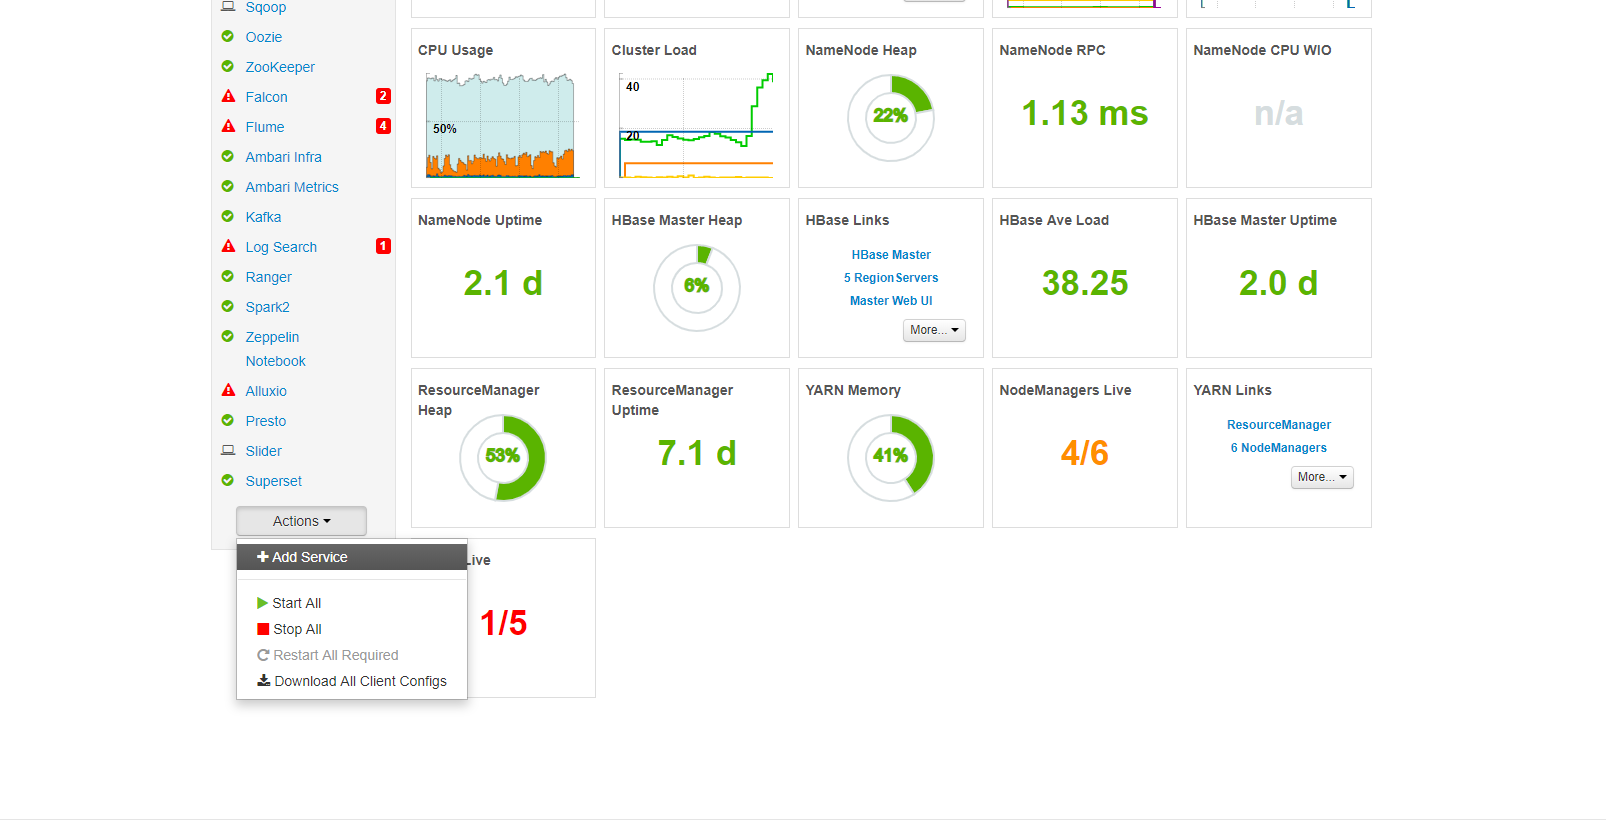 Sqoop
Oozie
ZooKeeper
Falcon 2
Flume 4
Ambari Infra
Ambari Metrics
Kafka
Log Search 1
Ranger
Spark2
Zeppelin
Notebook
Alluxio
Presto
Slider
Superset
Actions
Add Service
Start All
Stop All
Restart All Required
Download All Client Configs
CPU Usage
50%
Cluster Load
40
20
NameNode Heap
22%
NameNode RPC
1.13 ms
NameNode CPU WIO
n/a
NameNode Uptime
2.1 d
HBase Master Heap
6%
HBase Links
HBase Master
5 RegionServers
Master Web UI
More...
HBase Ave Load
38.25
HBase Master Uptime
2.0 d
ResourceManager
Heap
53%
ResourceManager
Uptime
7.1 d
YARN Memory
41%
NodeManagers Live
4/6
YARN Links
ResourceManager
6 NodeManagers
More...
Live
1/5